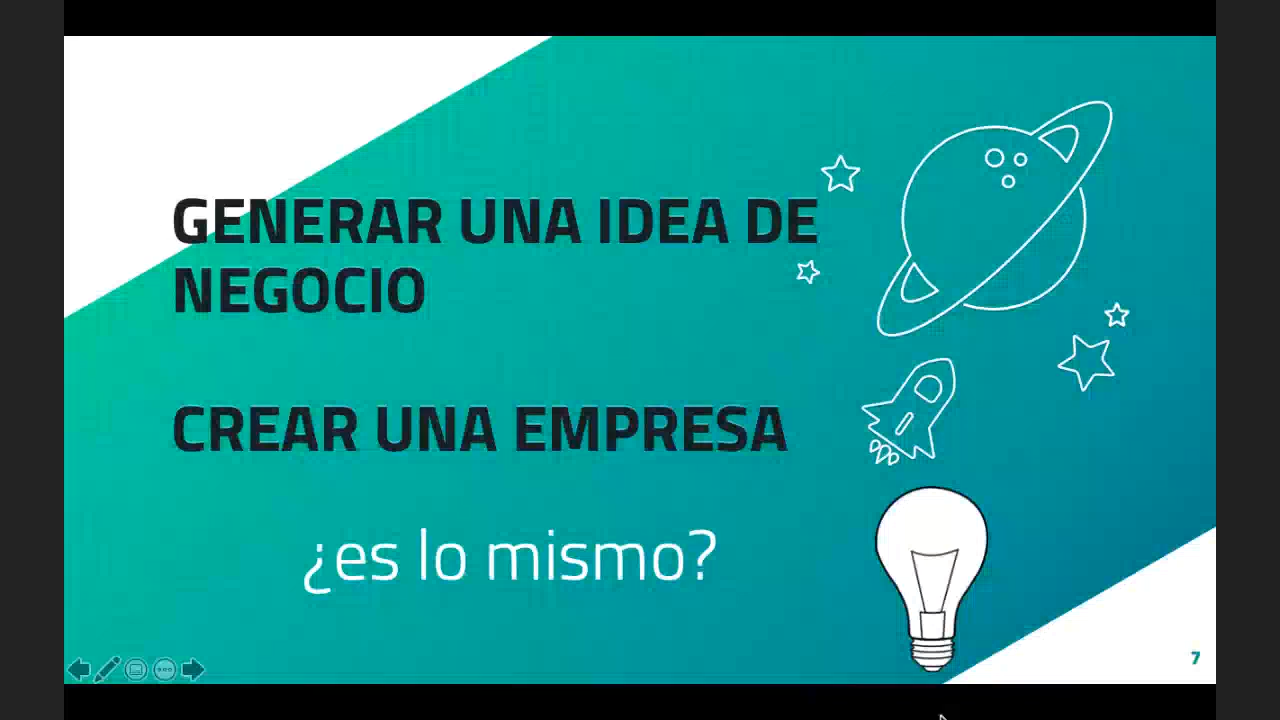 GENERAR UNA IDEA DE
NEGOCIO
CREAR UNA EMPRESA
¿es lo mismo?
7